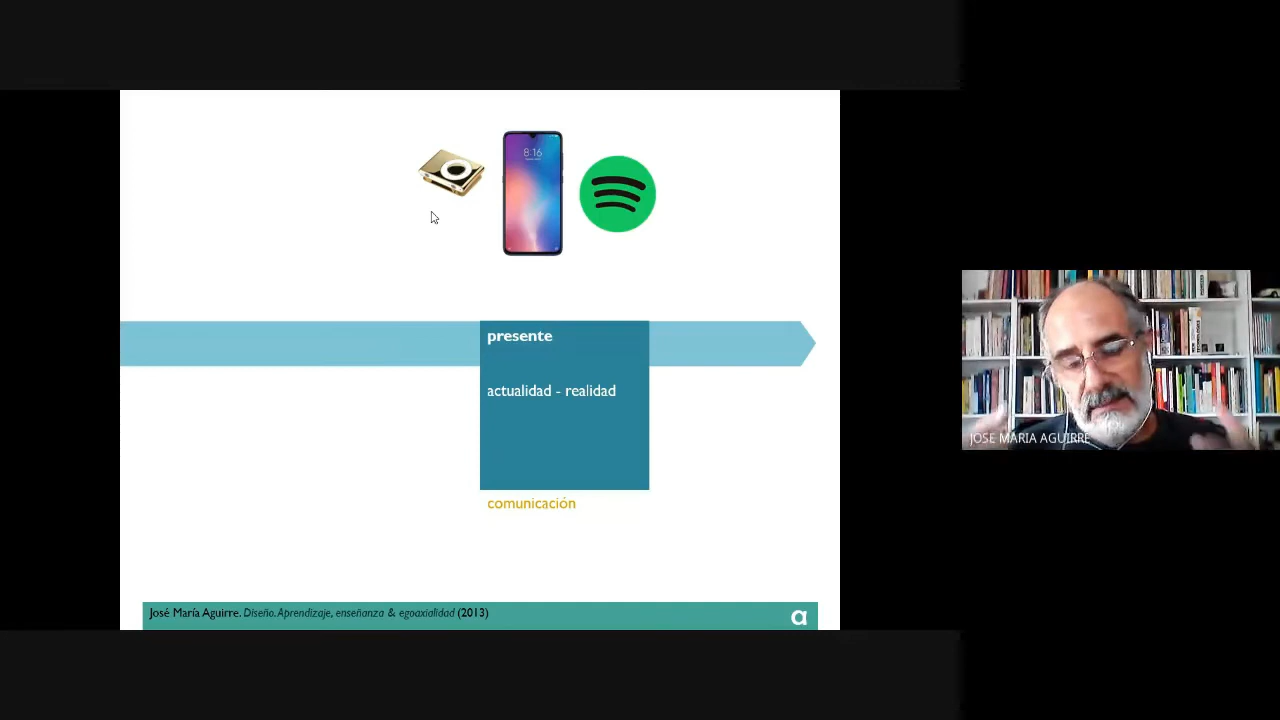 8:16
presente
actualidad - realidad
comunicación
José María Aguirre. Diseño. Aprendizaje, enseñanza & egoaxialidad (2013)
a
JOSE MARIA AGUIRRE